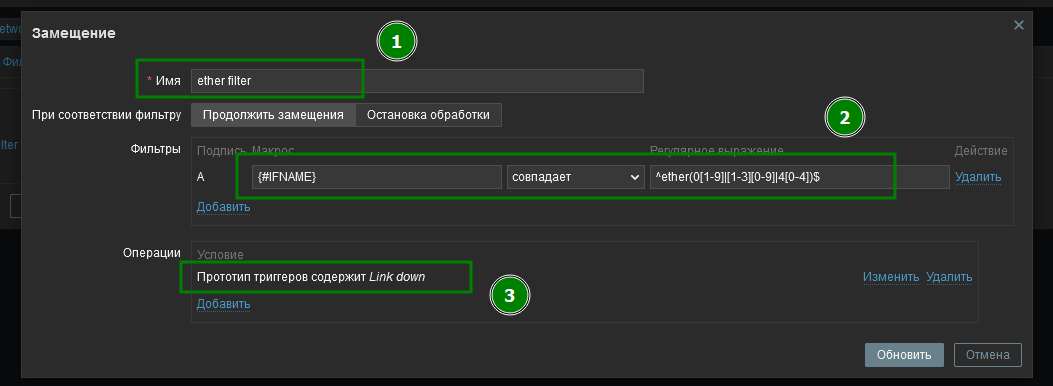 Замещение
1
* Имя ether filter
При соответствии фильтру Продолжить замещения Остановка обработки
2
Фильтры Подпись Макрос Регулярное выражение Действие
A {#IFNAME} совпадает ^ether(0[1-9]|[1-3][0-9]|4[0-4])$ Удалить
Добавить
Операции Условие
Прототип триггеров содержит Link down Изменить Удалить
Добавить
3
Обновить Отмена